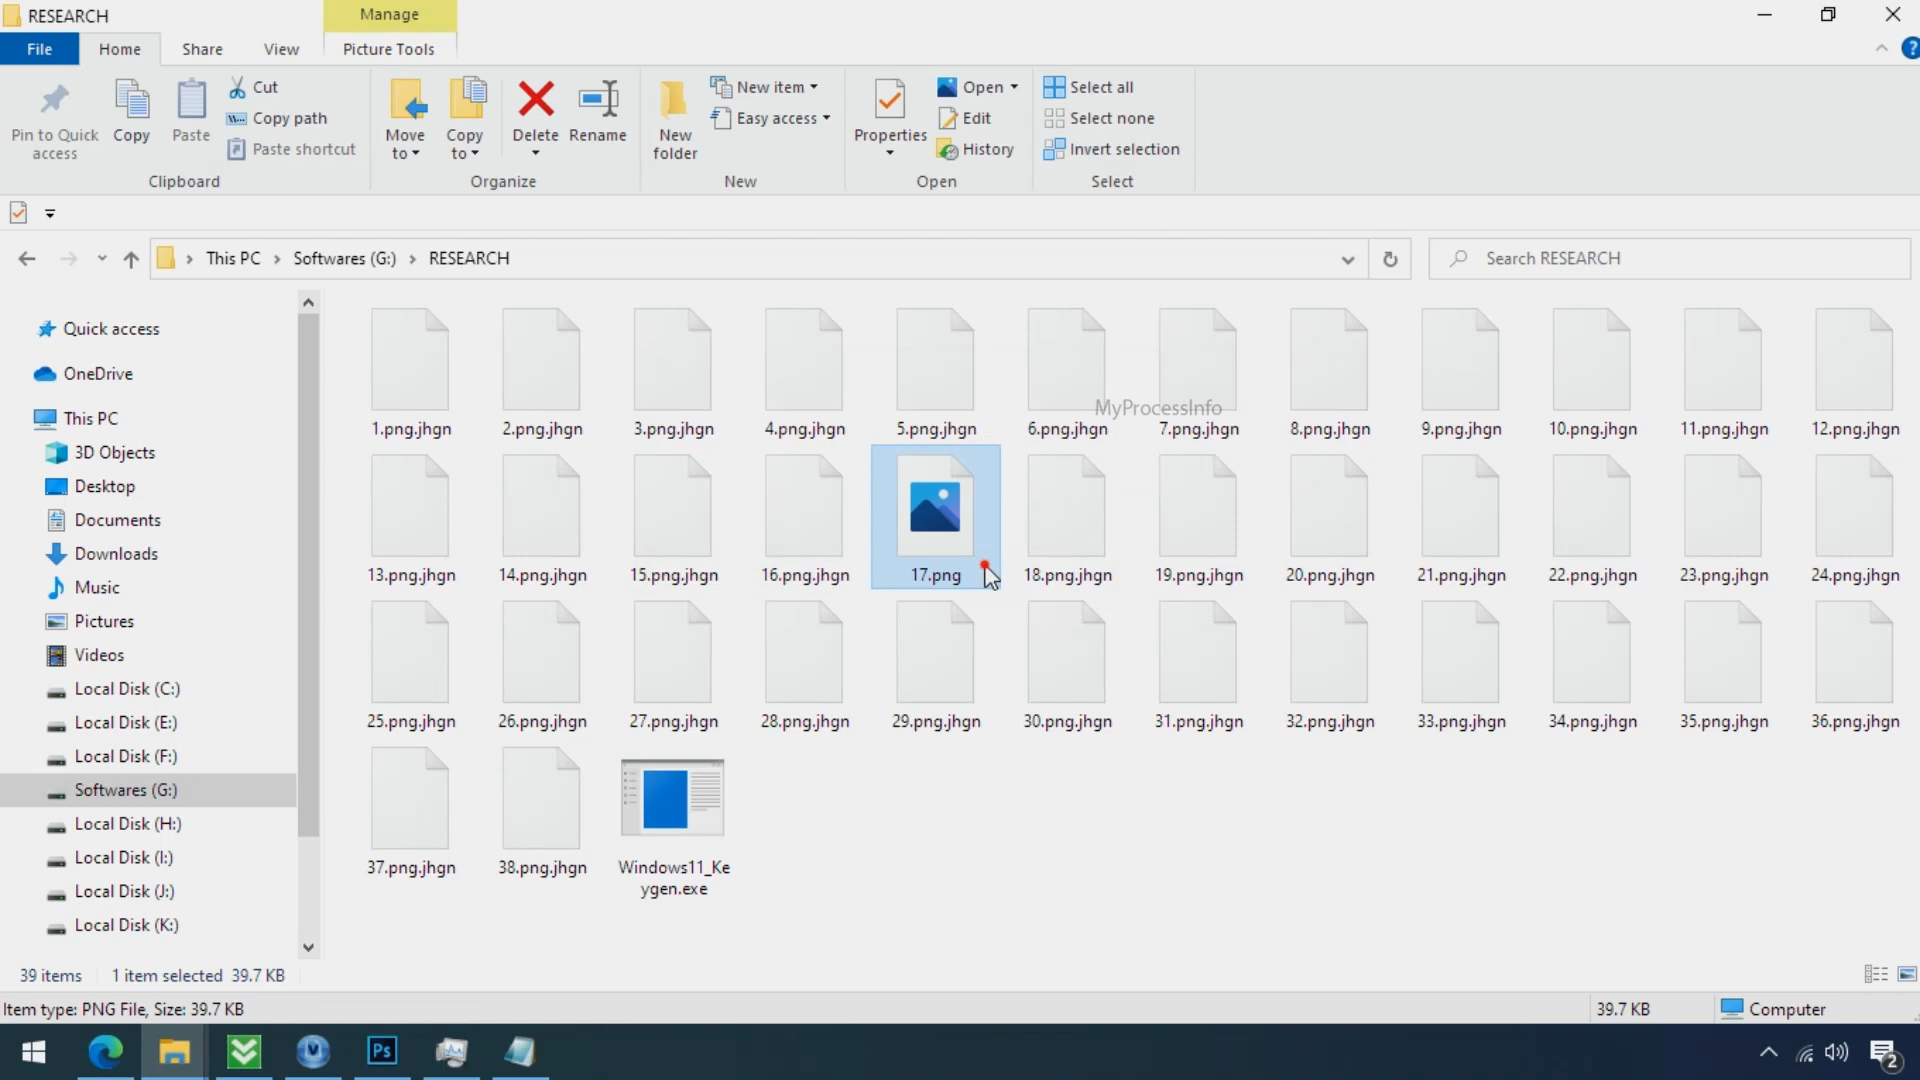 RESEARCH
Manage
File
Home
Share
View
Picture Tools
Pin to Quick
access
Copy
Paste
Cut
Copy path
Paste shortcut
Clipboard
Move
to
Copy
to
Delete
Rename
Organize
New
folder
New item
Easy access
New
Properties
Open
Edit
History
Open
Select all
Select none
Invert selection
Select
This PC
Softwares (G:)
RESEARCH
Search RESEARCH
Quick access
OneDrive
This PC
3D Objects
Desktop
Documents
Downloads
Music
Pictures
Videos
Local Disk (C:)
Local Disk (E:)
Local Disk (F:)
Softwares (G:)
Local Disk (H:)
Local Disk (I:)
Local Disk (J:)
Local Disk (K:)
MyProcessInfo
1.png.jhgn
2.png.jhgn
3.png.jhgn
4.png.jhgn
5.png.jhgn
6.png.jhgn
7.png.jhgn
8.png.jhgn
9.png.jhgn
10.png.jhgn
11.png.jhgn
12.png.jhgn
13.png.jhgn
14.png.jhgn
15.png.jhgn
16.png.jhgn
17.png
18.png.jhgn
19.png.jhgn
20.png.jhgn
21.png.jhgn
22.png.jhgn
23.png.jhgn
24.png.jhgn
25.png.jhgn
26.png.jhgn
27.png.jhgn
28.png.jhgn
29.png.jhgn
30.png.jhgn
31.png.jhgn
32.png.jhgn
33.png.jhgn
34.png.jhgn
35.png.jhgn
36.png.jhgn
37.png.jhgn
38.png.jhgn
Windows11_Ke
ygen.exe
39 items
1 item selected 39.7 KB
Item type: PNG File, Size: 39.7 KB
39.7 KB
Computer
Ps
2